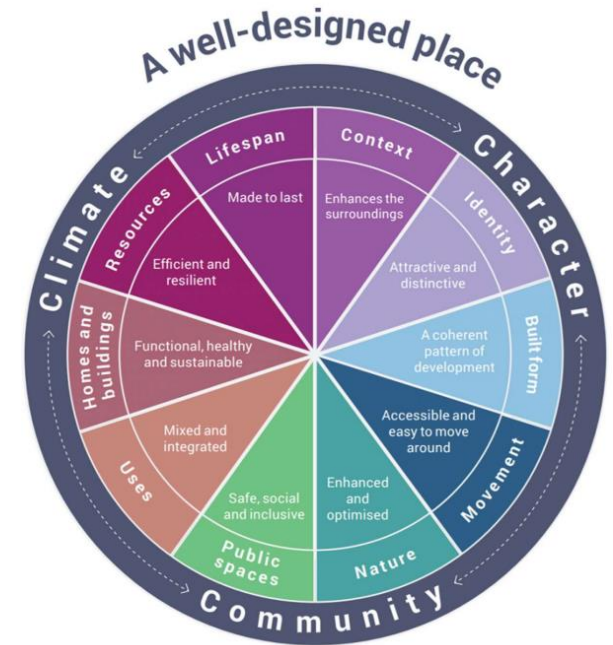 A well-designed place
Climate
Character
Community
Context
Enhances the
surroundings
Identity
Attractive and
distinctive
Built form
A coherent
pattern of
development
Movement
Accessible and
easy to move
around
Nature
Enhanced
and
optimised
Public
spaces
Safe, social
and inclusive
Uses
Mixed and
integrated
Homes and
buildings
Functional, healthy
and sustainable
Resources
Efficient and
resilient
Lifespan
Made to last